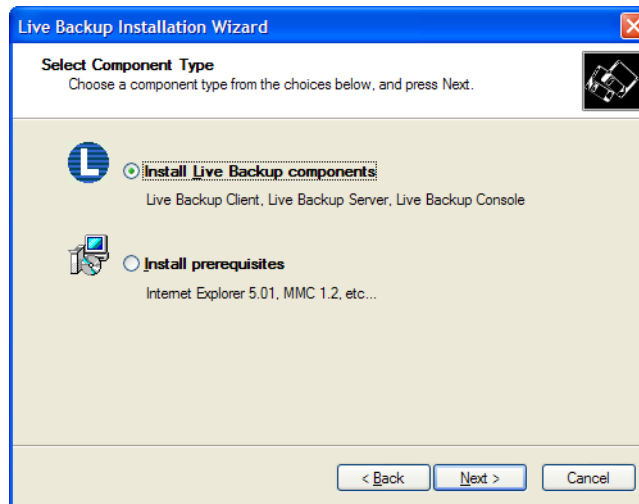 Live Backup Installation Wizard
Select Component Type
Choose a component type from the choices below, and press Next.
L
Install Live Backup components
Live Backup Client, Live Backup Server, Live Backup Console
Install prerequisites
Internet Explorer 5.01, MMC 1.2, etc...
< Back Next > Cancel